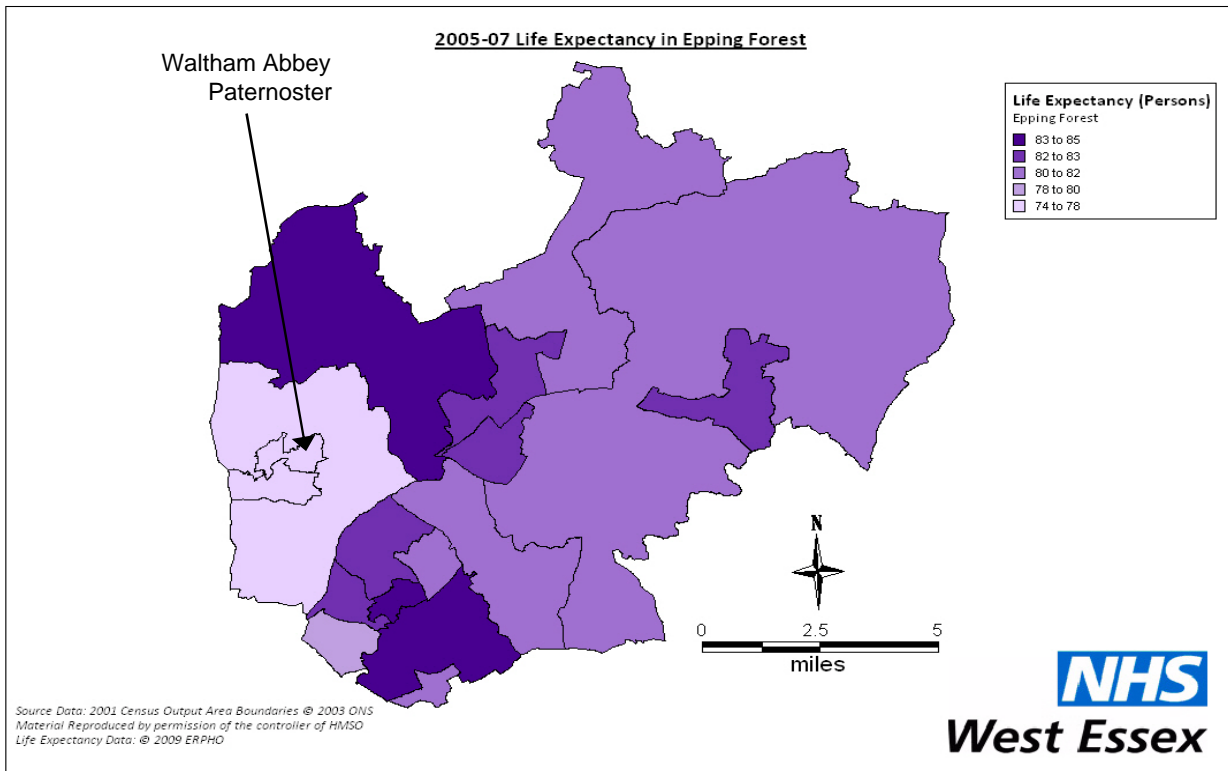 2005-07 Life Expectancy in Epping Forest
Waltham Abbey
Paternoster
Life Expectancy (Persons)
Epping Forest
83 to 85
82 to 83
80 to 82
78 to 80
74 to 78
N
0 2.5 5
miles
Source Data: 2001 Census Output Area Boundaries © 2003 ONS
Material Reproduced by permission of the controller of HMSO
Life Expectancy Data: © 2009 ERPHO
NHS
West Essex